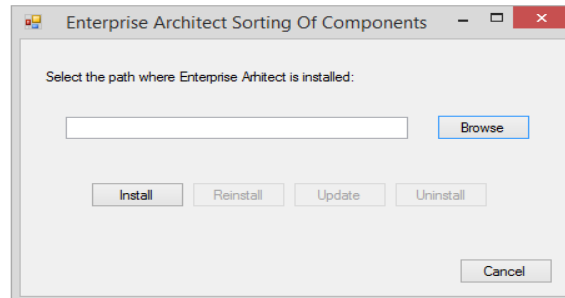 Enterprise Architect Sorting Of Components
Select the path where Enterprise Arhitect is installed:
Browse
Install Reinstall Update Uninstall
Cancel